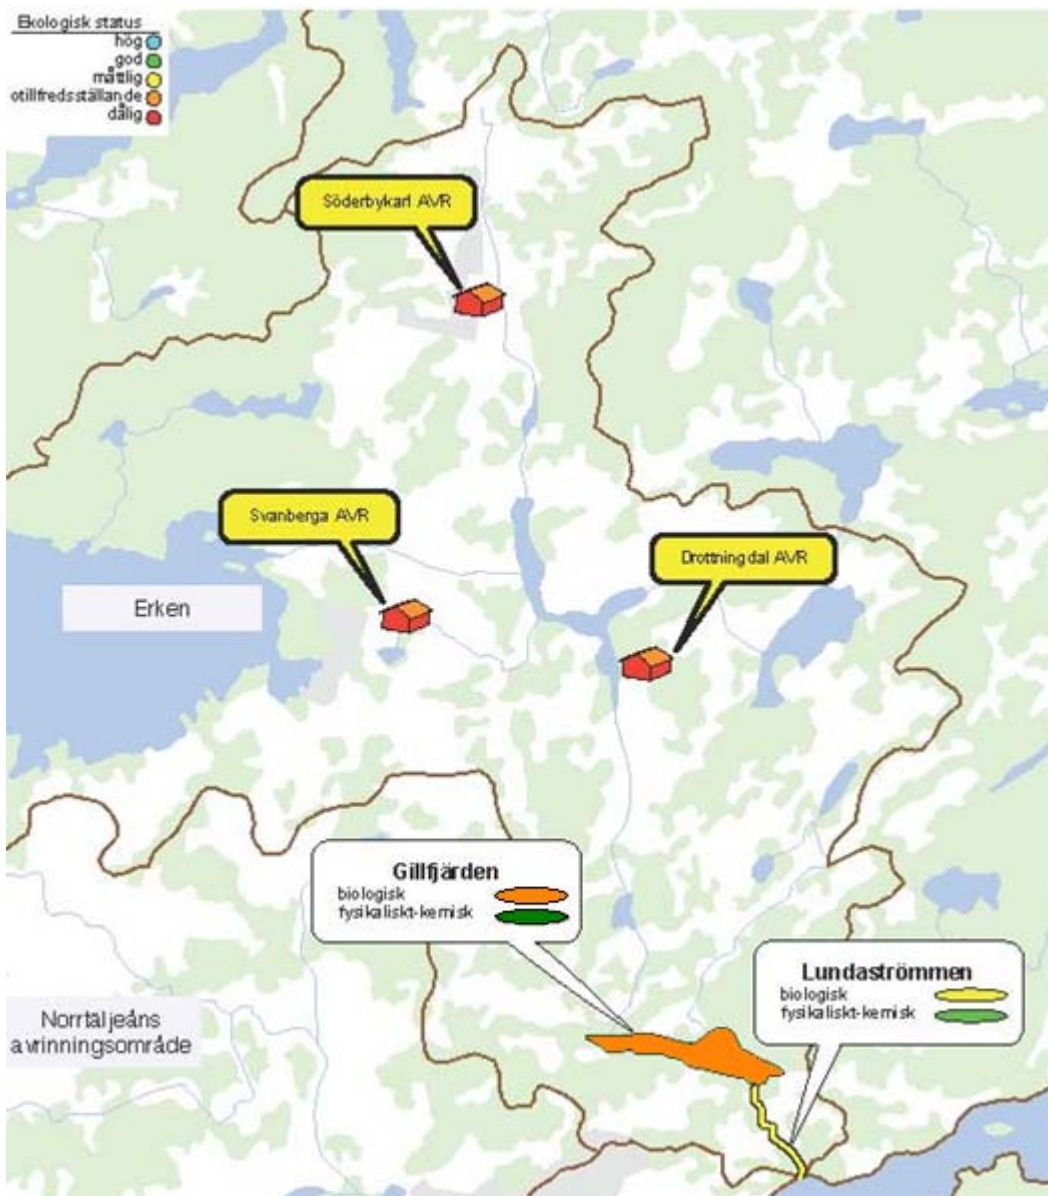 Ekologisk status
hög
god
måttlig
otillfredsställande
dålig
Söderbykarl AVR
Svanberga AVR
Drottningdal AVR
Erken
Gillfjärden
biologisk
fysikaliskt-kemisk
Lundaströmmen
biologisk
fysikaliskt-kemisk
Norrtäljeåns
avrinningsområde